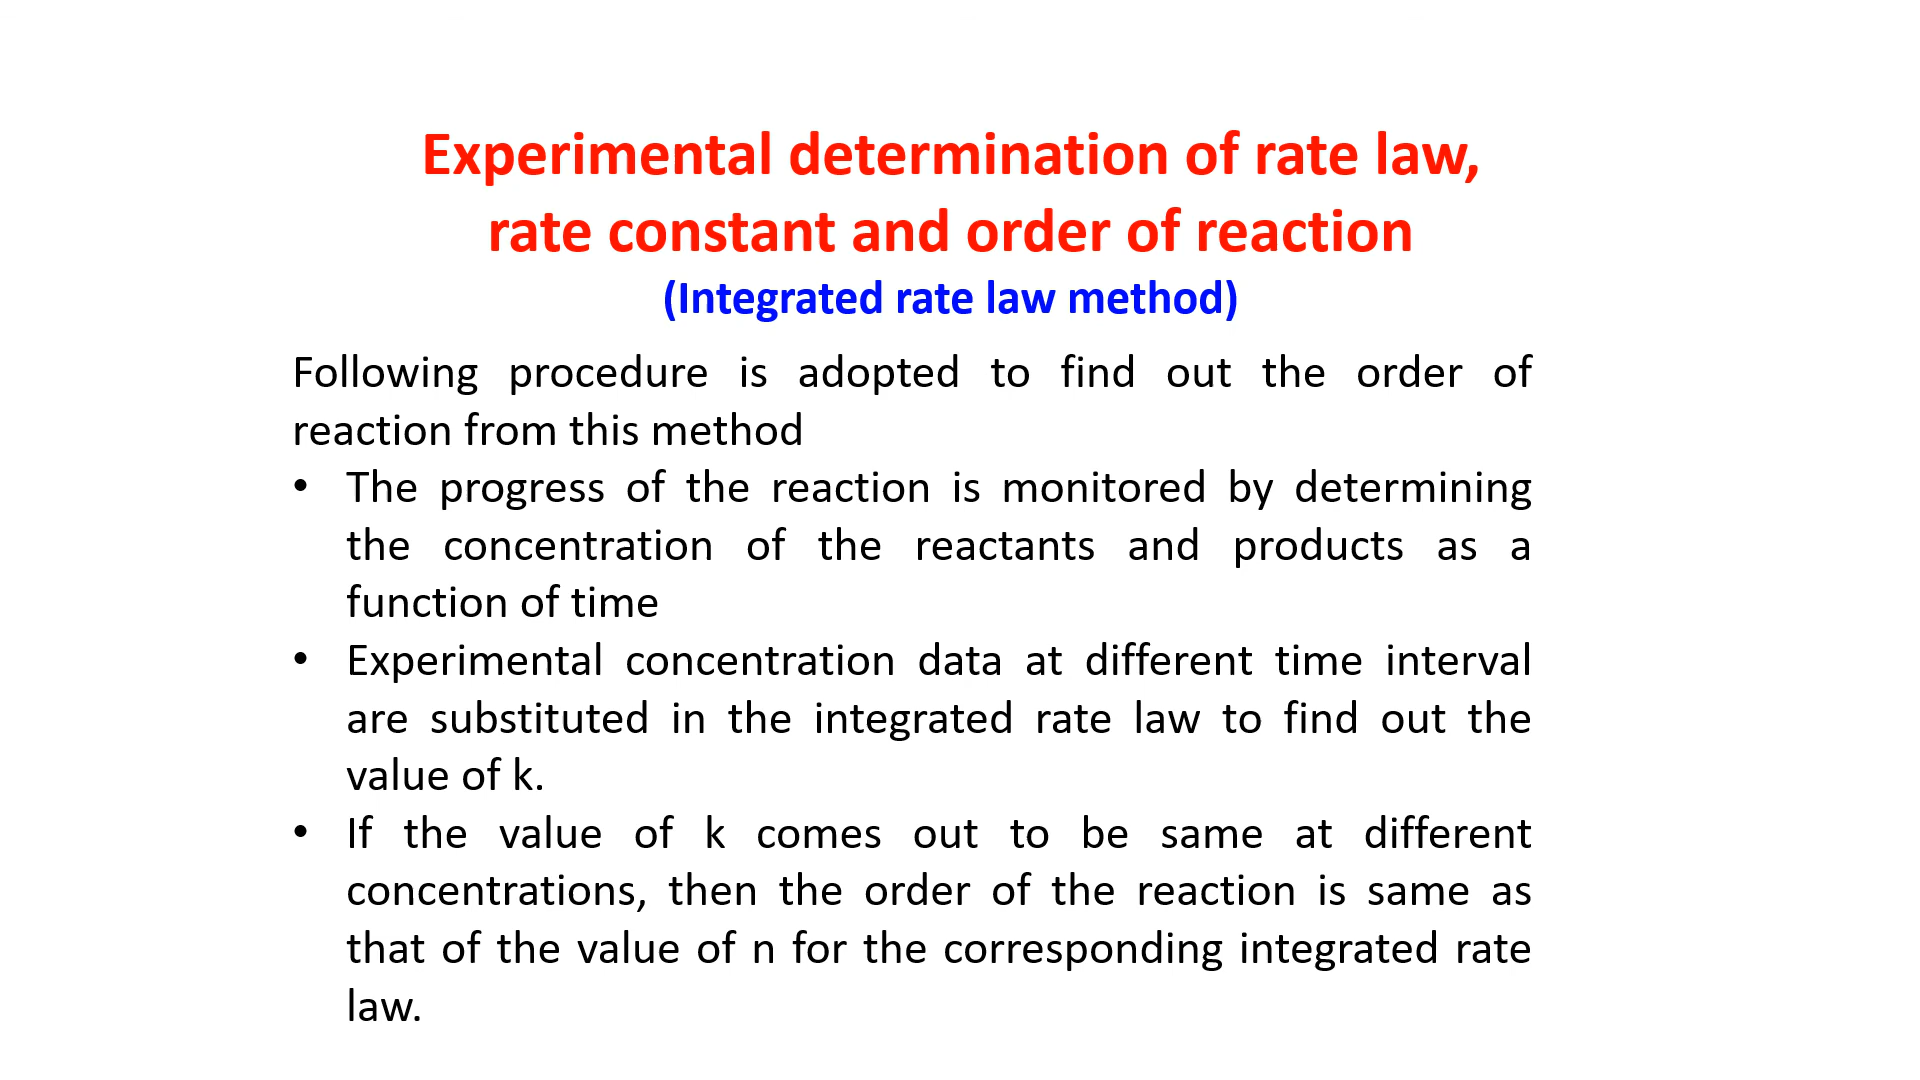 Experimental determination of rate law,
rate constant and order of reaction
(Integrated rate law method)
Following procedure is adopted to find out the order of
reaction from this method
• The progress of the reaction is monitored by determining
the concentration of the reactants and products as a
function of time
• Experimental concentration data at different time interval
are substituted in the integrated rate law to find out the
value of k.
• If the value of k comes out to be same at different
concentrations, then the order of the reaction is same as
that of the value of n for the corresponding integrated rate
law.